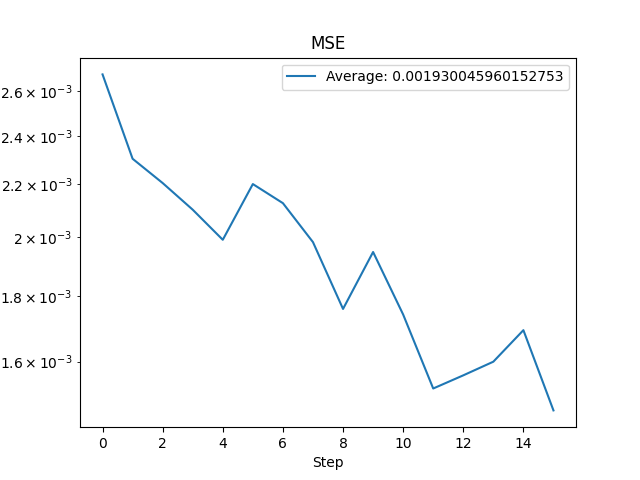 MSE
Average: 0.001930045960152753
2.6 × 10⁻³
2.4 × 10⁻³
2.2 × 10⁻³
2 × 10⁻³
1.8 × 10⁻³
1.6 × 10⁻³
0 2 4 6 8 10 12 14
Step